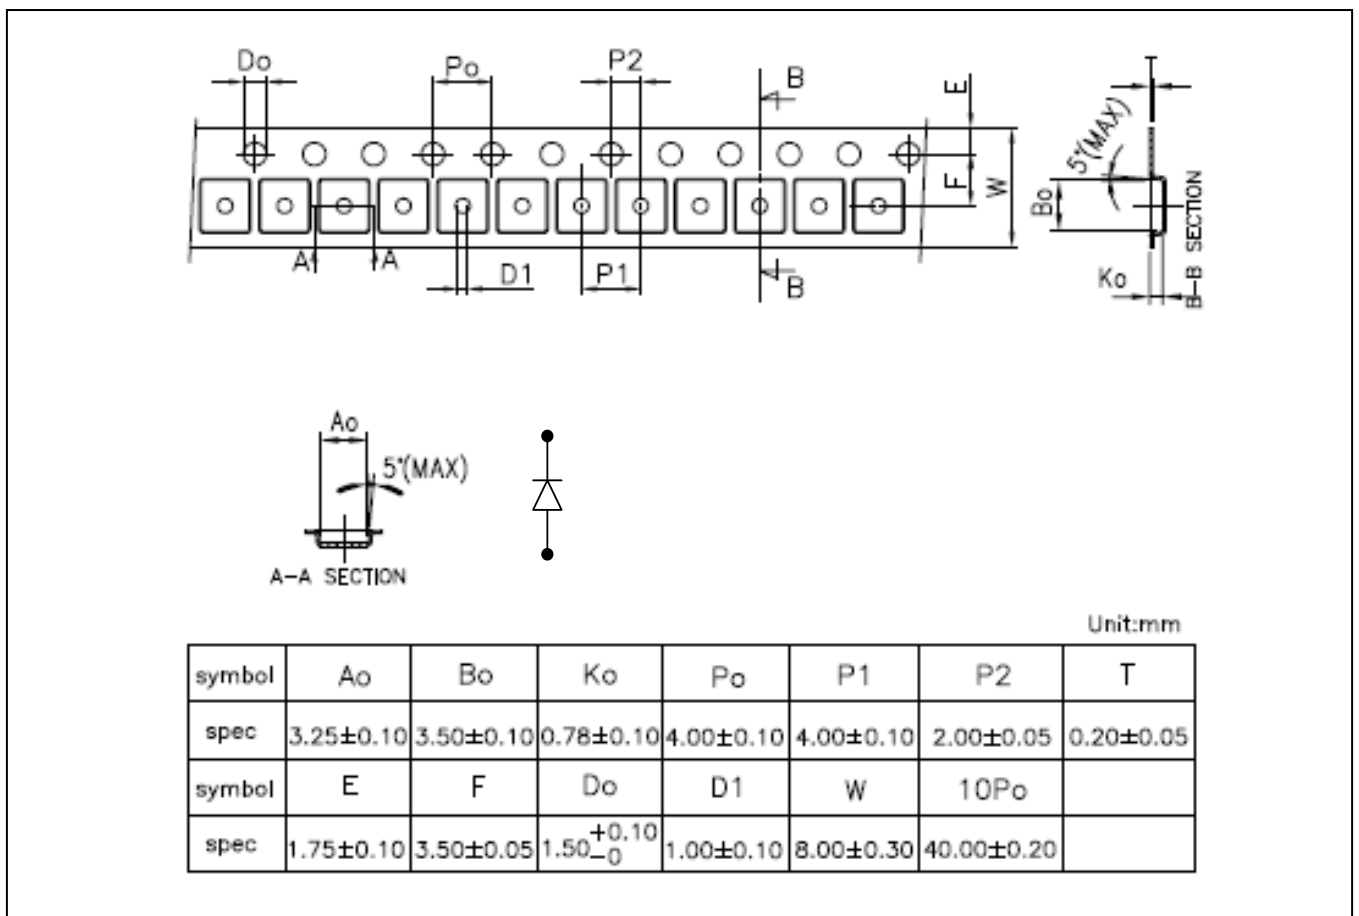 Do
Po
P2
B
E
T
5°(MAX)
F
W
Bo
B-B SECTION
A
A
D1
P1
B
Ko
Ao
5°(MAX)
A-A SECTION
Unit:mm
symbol Ao Bo Ko Po P1 P2 T
spec 3.25±0.10 3.50±0.10 0.78±0.10 4.00±0.10 4.00±0.10 2.00±0.05 0.20±0.05
symbol E F Do D1 W 10Po
spec 1.75±0.10 3.50±0.05 1.50+0.10-0 1.00±0.10 8.00±0.30 40.00±0.20